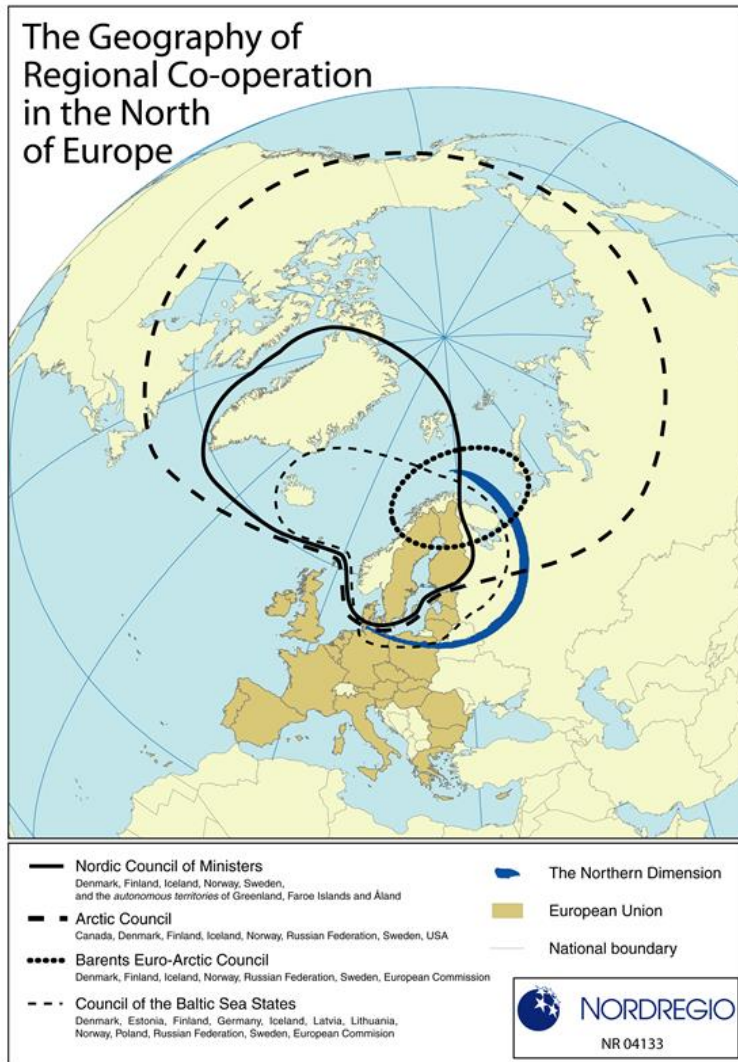 The Geography of
Regional Co-operation
in the North
of Europe
Nordic Council of Ministers
Denmark, Finland, Iceland, Norway, Sweden,
and the autonomous territories of Greenland, Faroe Islands and Åland
Arctic Council
Canada, Denmark, Finland, Iceland, Norway, Russian Federation, Sweden, USA
Barents Euro-Arctic Council
Denmark, Finland, Iceland, Norway, Russian Federation, Sweden, European Commission
Council of the Baltic Sea States
Denmark, Estonia, Finland, Germany, Iceland, Latvia, Lithuania,
Norway, Poland, Russian Federation, Sweden, European Commision
The Northern Dimension
European Union
National boundary
NORDREGIO
NR 04133